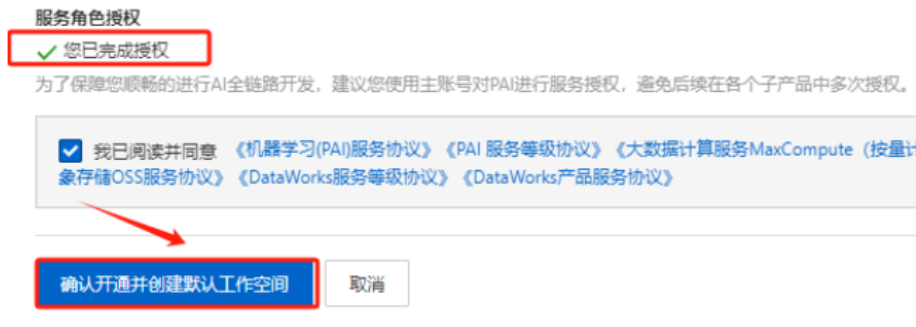 服务角色授权
您已完成授权
为了保障您顺畅的进行AI全链路开发，建议您使用主账号对PAI进行服务授权，避免后续在各个子产品中多次授权。
我已阅读并同意 《机器学习(PAI)服务协议》 《PAI 服务等级协议》 《大数据计算服务MaxCompute（按量计
象存储OSS服务协议》 《DataWorks服务等级协议》 《DataWorks产品服务协议》
确认开通并创建默认工作空间 取消